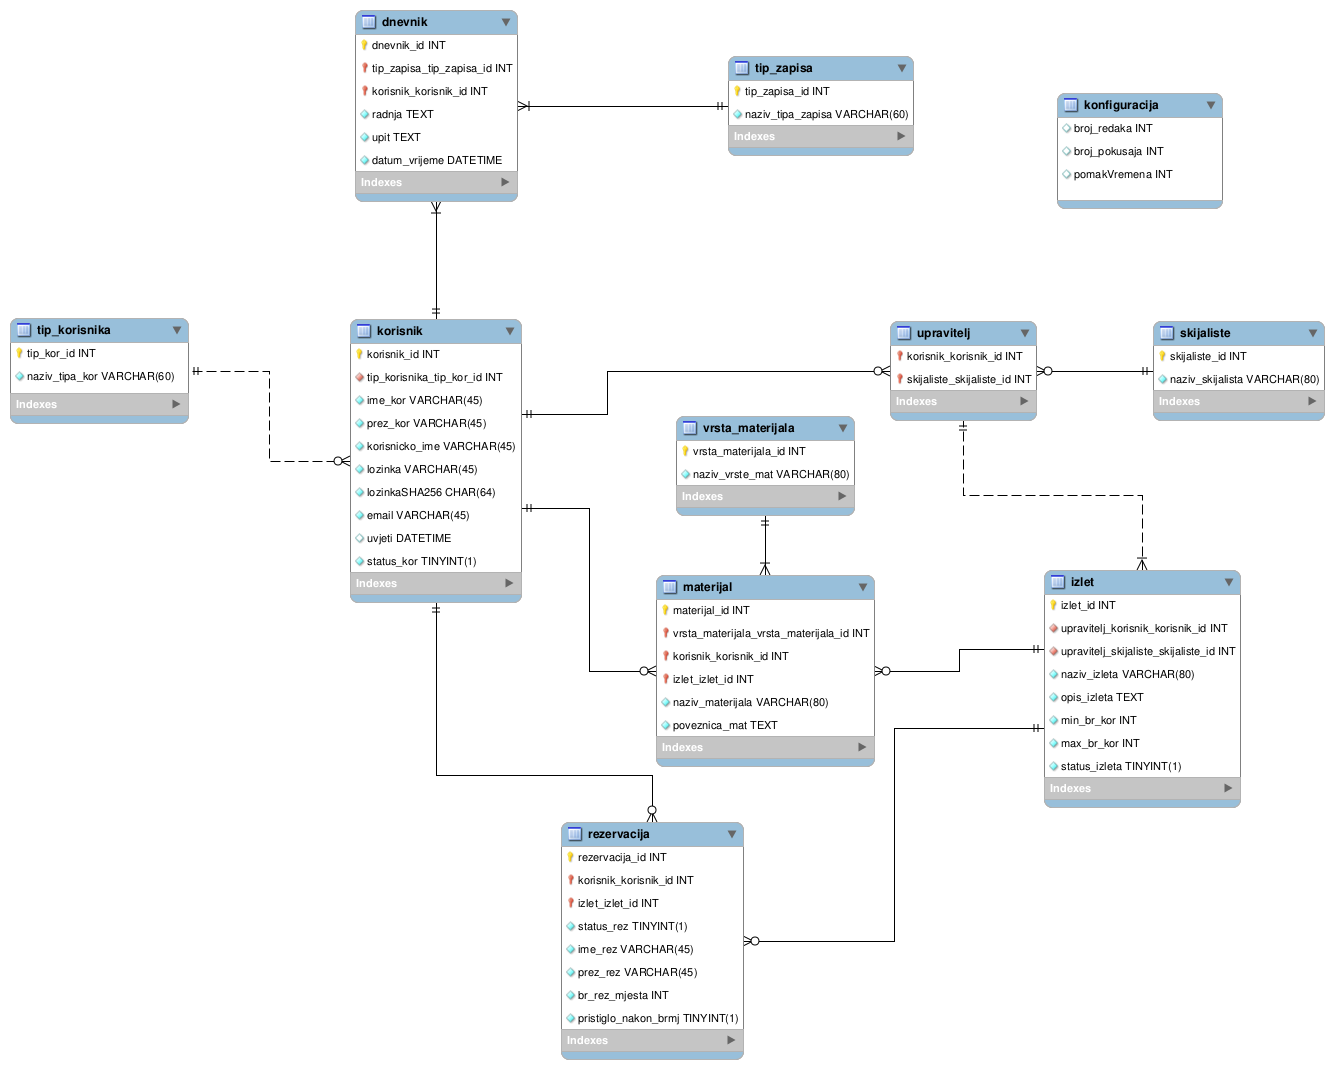 dnevnik
dnevnik_id INT
tip_zapisa_tip_zapisa_id INT
korisnik_korisnik_id INT
radnja TEXT
upit TEXT
datum_vrijeme DATETIME
Indexes
tip_zapisa
tip_zapisa_id INT
naziv_tipa_zapisa VARCHAR(60)
Indexes
konfiguracija
broj_redaka INT
broj_pokusaja INT
pomakVremena INT
tip_korisnika
tip_kor_id INT
naziv_tipa_kor VARCHAR(60)
Indexes
korisnik
korisnik_id INT
tip_korisnika_tip_kor_id INT
ime_kor VARCHAR(45)
prez_kor VARCHAR(45)
korisnicko_ime VARCHAR(45)
lozinka VARCHAR(45)
lozinkaSHA256 CHAR(64)
email VARCHAR(45)
uvjeti DATETIME
status_kor TINYINT(1)
Indexes
upravitelj
korisnik_korisnik_id INT
skijaliste_skijaliste_id INT
Indexes
skijaliste
skijaliste_id INT
naziv_skijalista VARCHAR(80)
Indexes
vrsta_materijala
vrsta_materijala_id INT
naziv_vrste_mat VARCHAR(80)
Indexes
materijal
materijal_id INT
vrsta_materijala_vrsta_materijala_id INT
korisnik_korisnik_id INT
izlet_izlet_id INT
naziv_materijala VARCHAR(80)
poveznica_mat TEXT
Indexes
izlet
izlet_id INT
upravitelj_korisnik_korisnik_id INT
upravitelj_skijaliste_skijaliste_id INT
naziv_izleta VARCHAR(80)
opis_izleta TEXT
min_br_kor INT
max_br_kor INT
status_izleta TINYINT(1)
Indexes
rezervacija
rezervacija_id INT
korisnik_korisnik_id INT
izlet_izlet_id INT
status_rez TINYINT(1)
ime_rez VARCHAR(45)
prez_rez VARCHAR(45)
br_rez_mjesta INT
pristiglo_nakon_brmj TINYINT(1)
Indexes